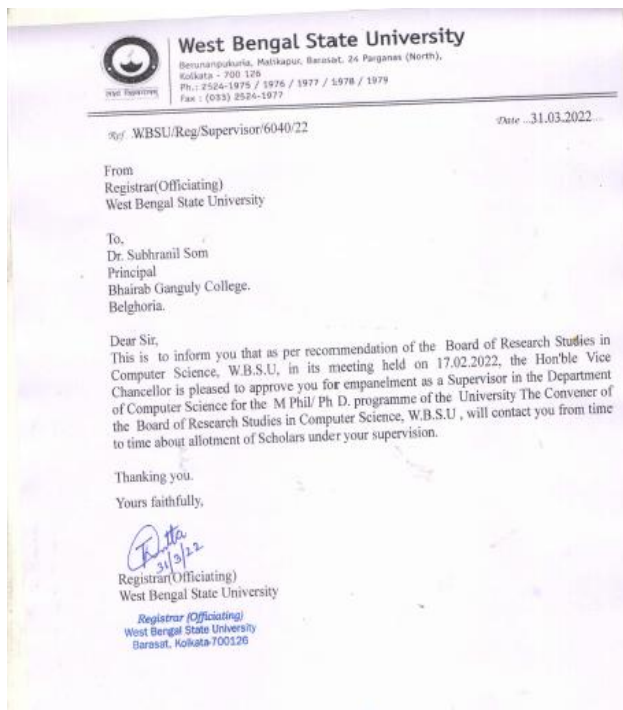 West Bengal State University
Berunanpukuria, Malikapur, Barasat, 24 Parganas (North),
Kolkata - 700 126
Ph.: 2524-1975 / 1976 / 1977 / 1978 / 1979
Fax : (033) 2524-1977
Ref WBSU/Reg/Supervisor/6040/22
Date ...31.03.2022
From
Registrar(Officiating)
West Bengal State University
To,
Dr. Subhranil Som
Principal
Bhairab Ganguly College.
Belghoria.
Dear Sir,
This is to inform you that as per recommendation of the Board of Research Studies in
Computer Science, W.B.S.U, in its meeting held on 17.02.2022, the Hon'ble Vice
Chancellor is pleased to approve you for empanelment as a Supervisor in the Department
of Computer Science for the M Phil/ Ph D. programme of the University The Convener of
the Board of Research Studies in Computer Science, W.B.S.U , will contact you from time
to time about allotment of Scholars under your supervision.
Thanking you.
Yours faithfully,
31/3/22
Registrar(Officiating)
West Bengal State University
Registrar (Officiating)
West Bengal State University
Barasat, Kolkata-700126